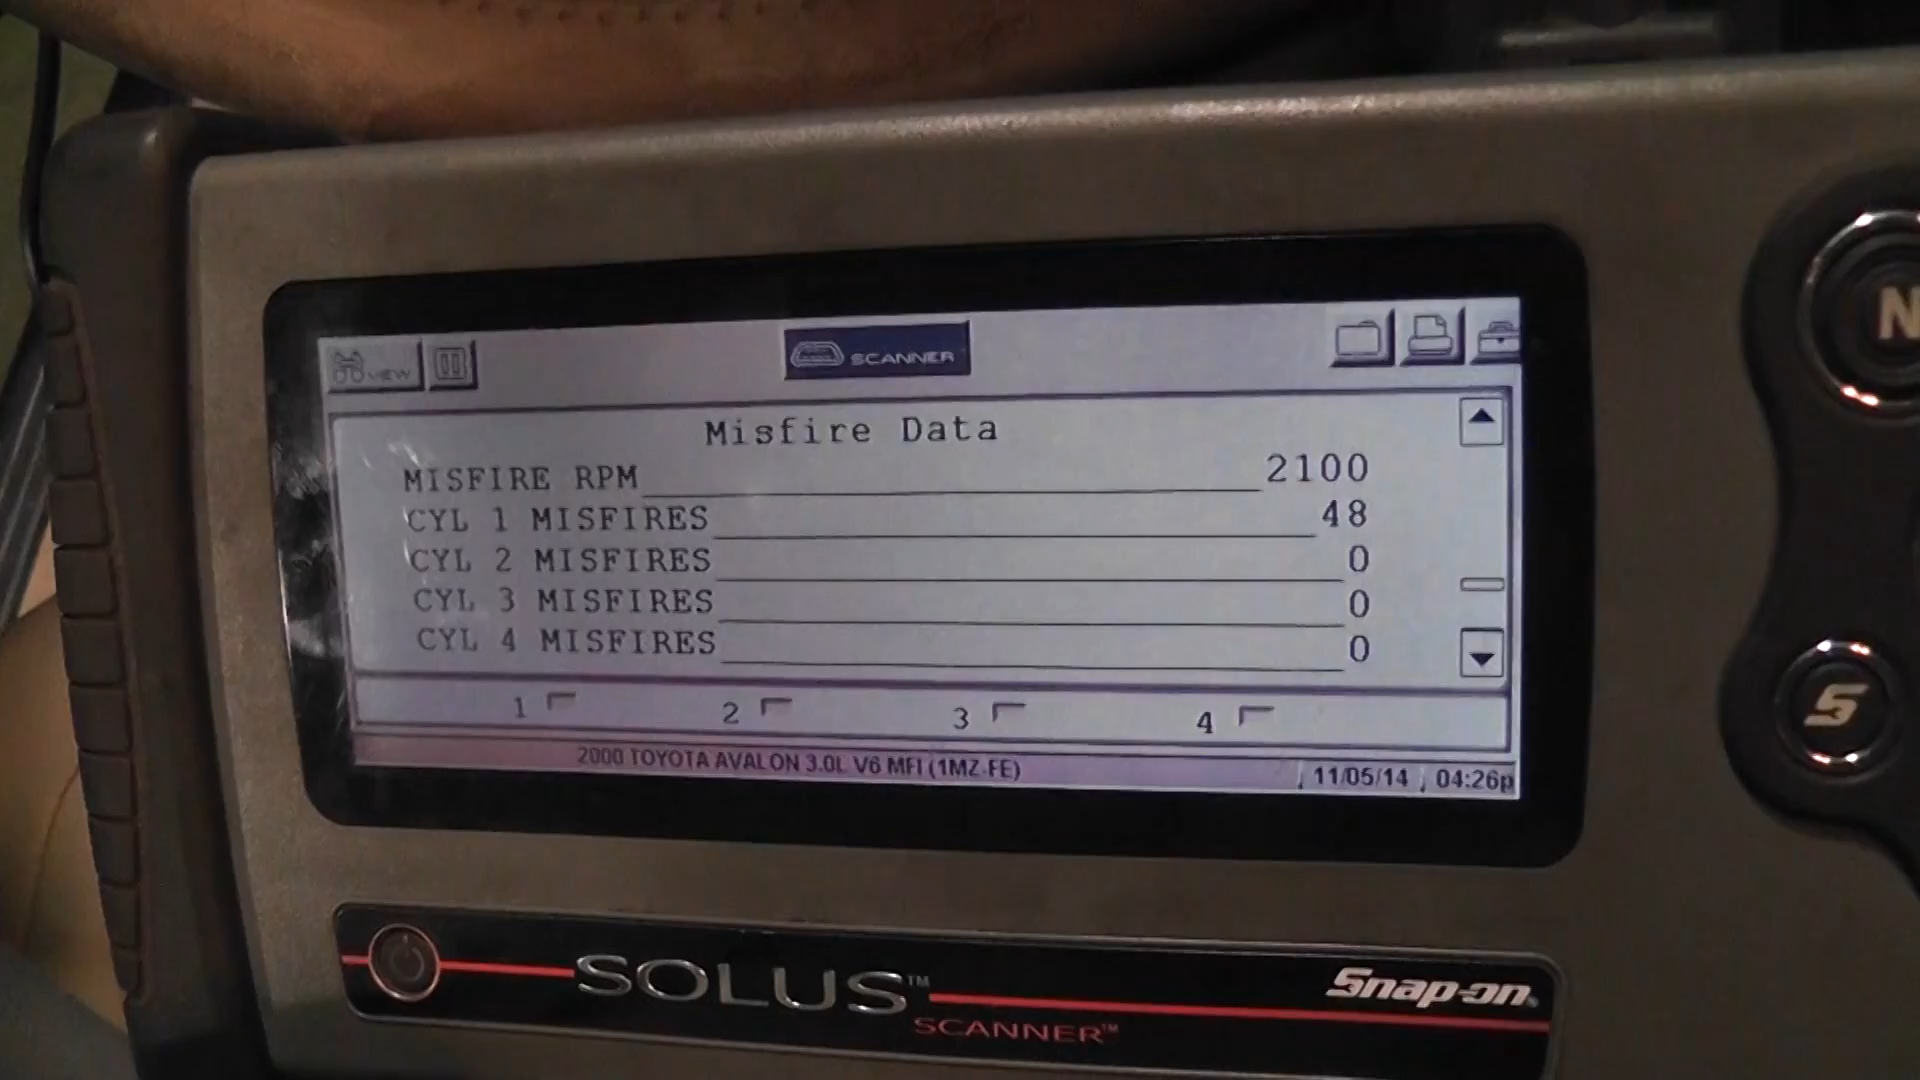 VIEW
SCANNER
Misfire Data
MISFIRE RPM 2100
CYL 1 MISFIRES 48
CYL 2 MISFIRES 0
CYL 3 MISFIRES 0
CYL 4 MISFIRES 0
1 2 3 4
2000 TOYOTA AVALON 3.0L V6 MFI (1MZ-FE) 11/05/14 04:26p
N
S
SOLUS™
SCANNER™
Snap-on